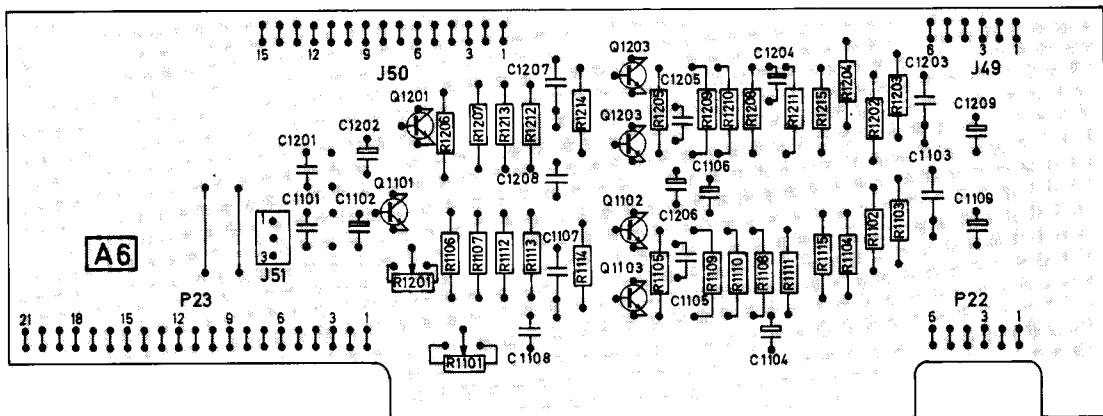 15 12 9 6 3 1
J50
6 3 1
J49
Q1203
C1204
C1207
C1205
R1204
C1203
Q1201
R1206
R1207
R1213
R1212
R1214
Q1203
R1205
R1209
R1210
R1208
R1211
R1215
R1202
R1203
C1209
C1201
C1202
C1208
C1106
C1103
Q1101
C1101
C1102
C1206
Q1102
R1102
R1103
C1109
1
3
J51
A6
R1201
R1106
R1107
R1112
R1113
C1107
R1114
Q1103
R1105
C1105
R1109
R1110
R1108
R1111
R1115
R1104
P23
P22
21 18 15 12 9 6 3 1
6 3 1
R1101
C1108
C1104